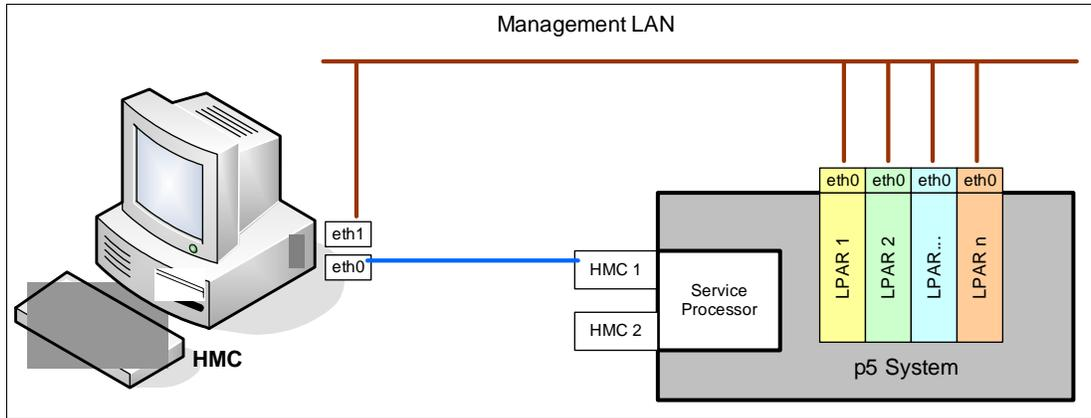 Management LAN
eth0 eth0 eth0 eth0
LPAR 1 LPAR 2 LPAR... LPAR n
eth1
eth0
HMC 1
HMC 2
Service
Processor
p5 System
HMC